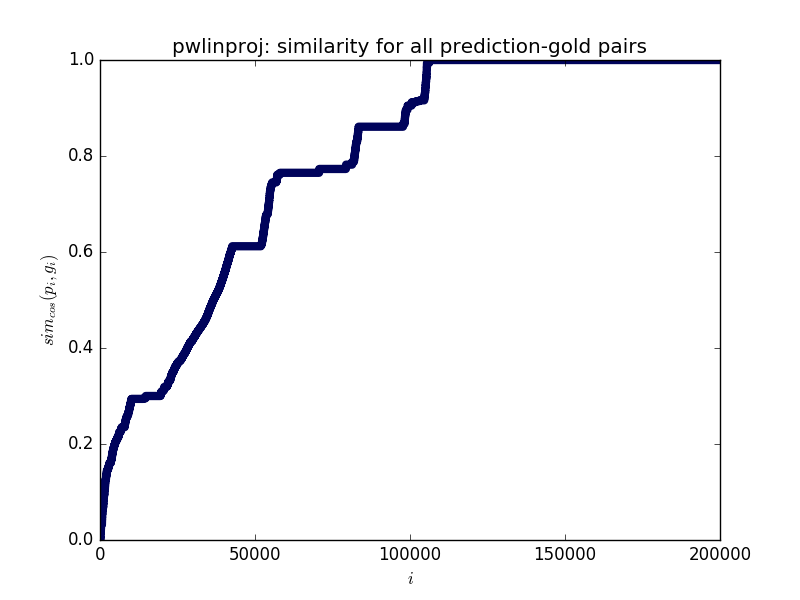 pwlinproj: similarity for all prediction-gold pairs
1.0
0.8
0.6
0.4
0.2
0.0
sim_cos(p_i, g_i)
0 50000 100000 150000 200000
i